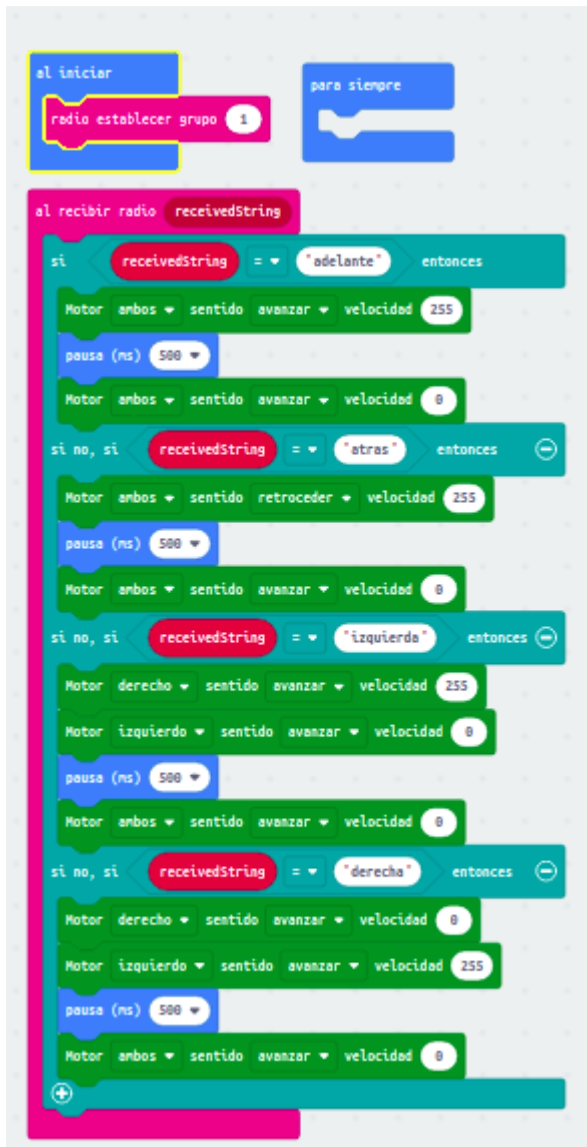 al iniciar
radio establecer grupo 1
para siempre
al recibir radio receivedString
si receivedString = "adelante" entonces
Motor ambos sentido avanzar velocidad 255
pausa (ms) 500
Motor ambos sentido avanzar velocidad 0
si no, si receivedString = "atras" entonces
Motor ambos sentido retroceder velocidad 255
pausa (ms) 500
Motor ambos sentido avanzar velocidad 0
si no, si receivedString = "izquierda" entonces
Motor derecho sentido avanzar velocidad 255
Motor izquierdo sentido avanzar velocidad 0
pausa (ms) 500
Motor ambos sentido avanzar velocidad 0
si no, si receivedString = "derecha" entonces
Motor derecho sentido avanzar velocidad 0
Motor izquierdo sentido avanzar velocidad 255
pausa (ms) 500
Motor ambos sentido avanzar velocidad 0